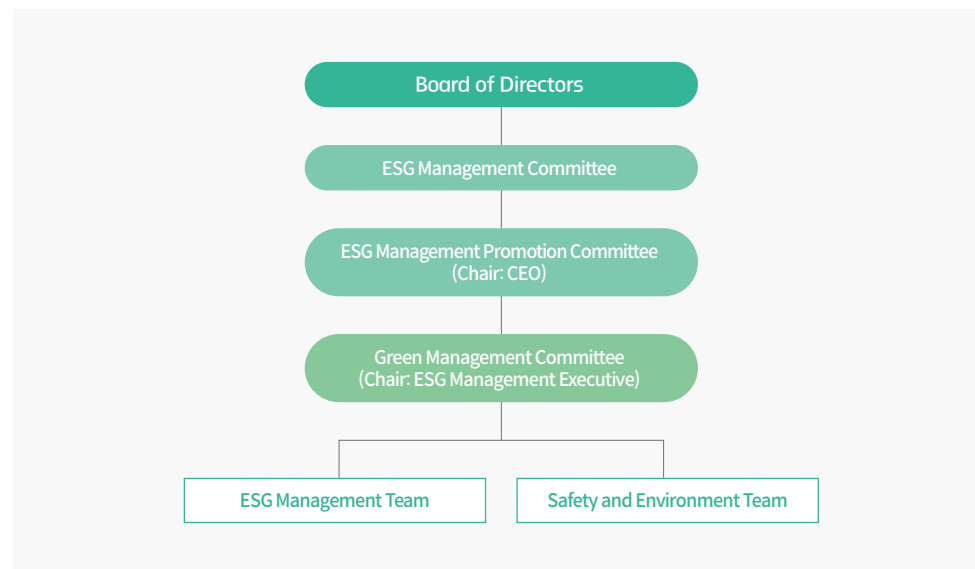 Board of Directors
ESG Management Committee
ESG Management Promotion Committee
(Chair: CEO)
Green Management Committee
(Chair: ESG Management Executive)
ESG Management Team
Safety and Environment Team